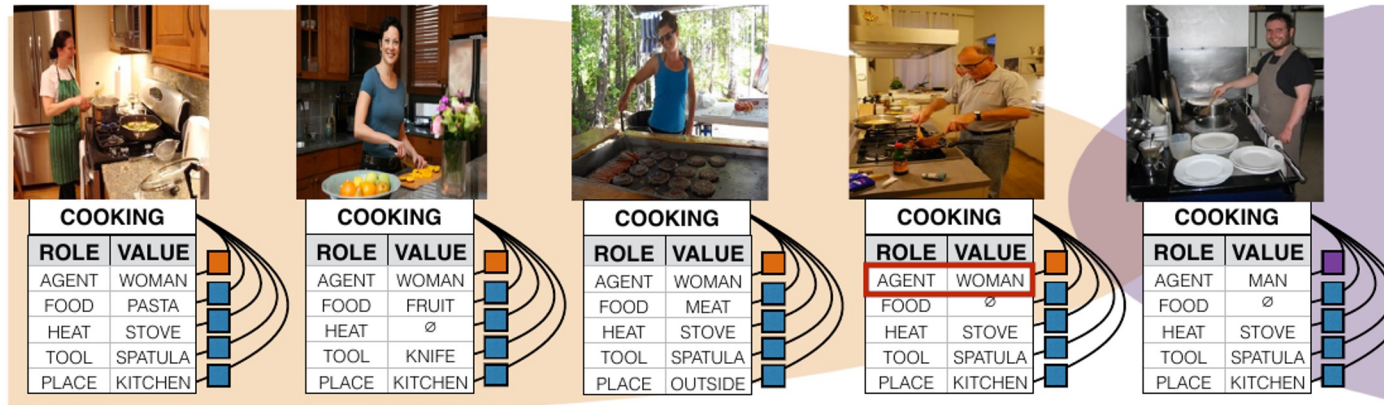 COOKING
ROLE VALUE
AGENT WOMAN
FOOD PASTA
HEAT STOVE
TOOL SPATULA
PLACE KITCHEN
COOKING
ROLE VALUE
AGENT WOMAN
FOOD FRUIT
HEAT ∅
TOOL KNIFE
PLACE KITCHEN
COOKING
ROLE VALUE
AGENT WOMAN
FOOD MEAT
HEAT STOVE
TOOL SPATULA
PLACE OUTSIDE
COOKING
ROLE VALUE
AGENT WOMAN
FOOD ∅
HEAT STOVE
TOOL SPATULA
PLACE KITCHEN
COOKING
ROLE VALUE
AGENT MAN
FOOD ∅
HEAT STOVE
TOOL SPATULA
PLACE KITCHEN